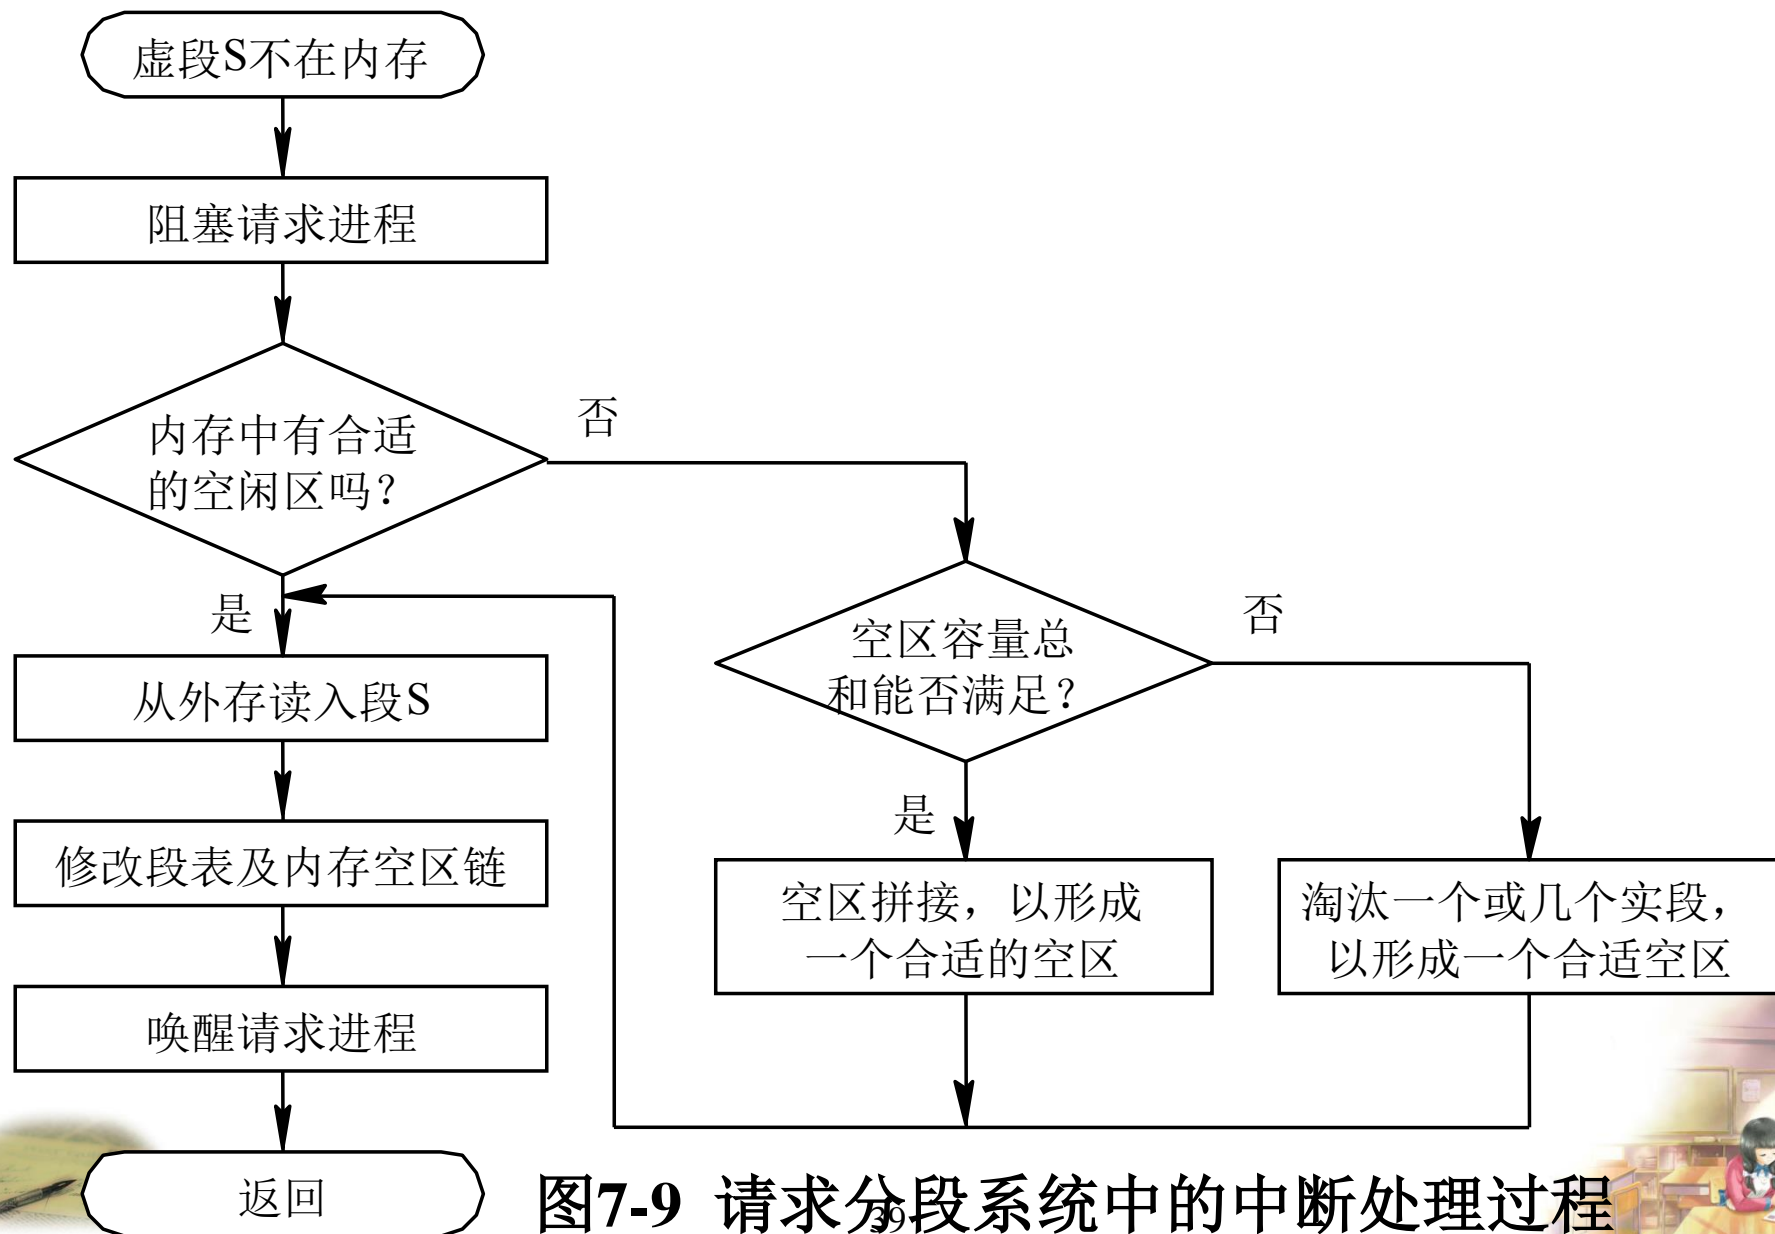 虚段S不在内存
阻塞请求进程
内存中有合适
的空闲区吗？
否
是
从外存读入段S
修改段表及内存空区链
唤醒请求进程
返回
空区容量总
和能否满足？
否
是
空区拼接，以形成
一个合适的空区
淘汰一个或几个实段，
以形成一个合适空区
图7-9 请求分段系统中的中断处理过程
39